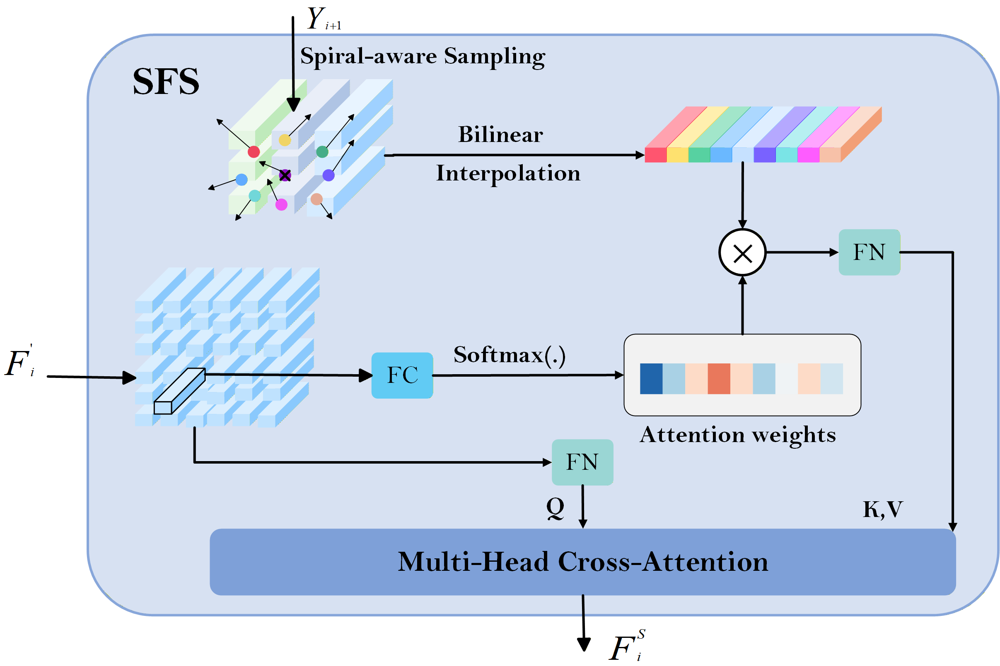 Y i+1
Spiral-aware Sampling
SFS
Bilinear
Interpolation
×
FN
F i '
FC
Softmax(.)
Attention weights
FN
Q
K,V
Multi-Head Cross-Attention
F i S